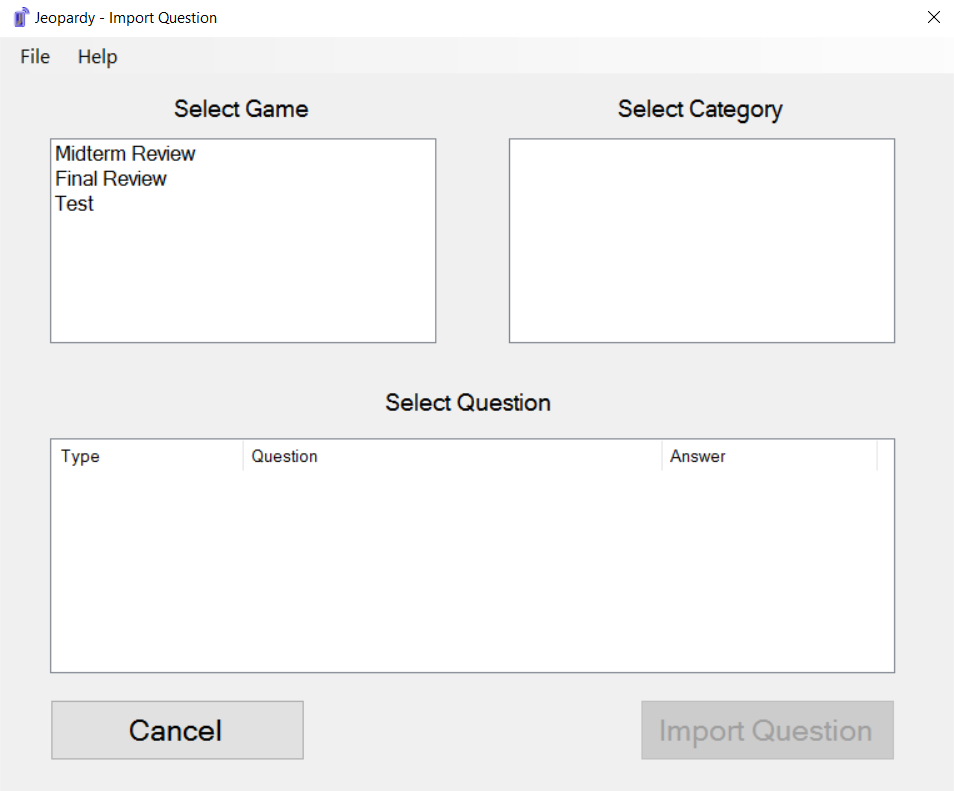 Jeopardy - Import Question
File Help
Select Game
Select Category
Midterm Review
Final Review
Test
Select Question
Type Question Answer
Cancel
Import Question